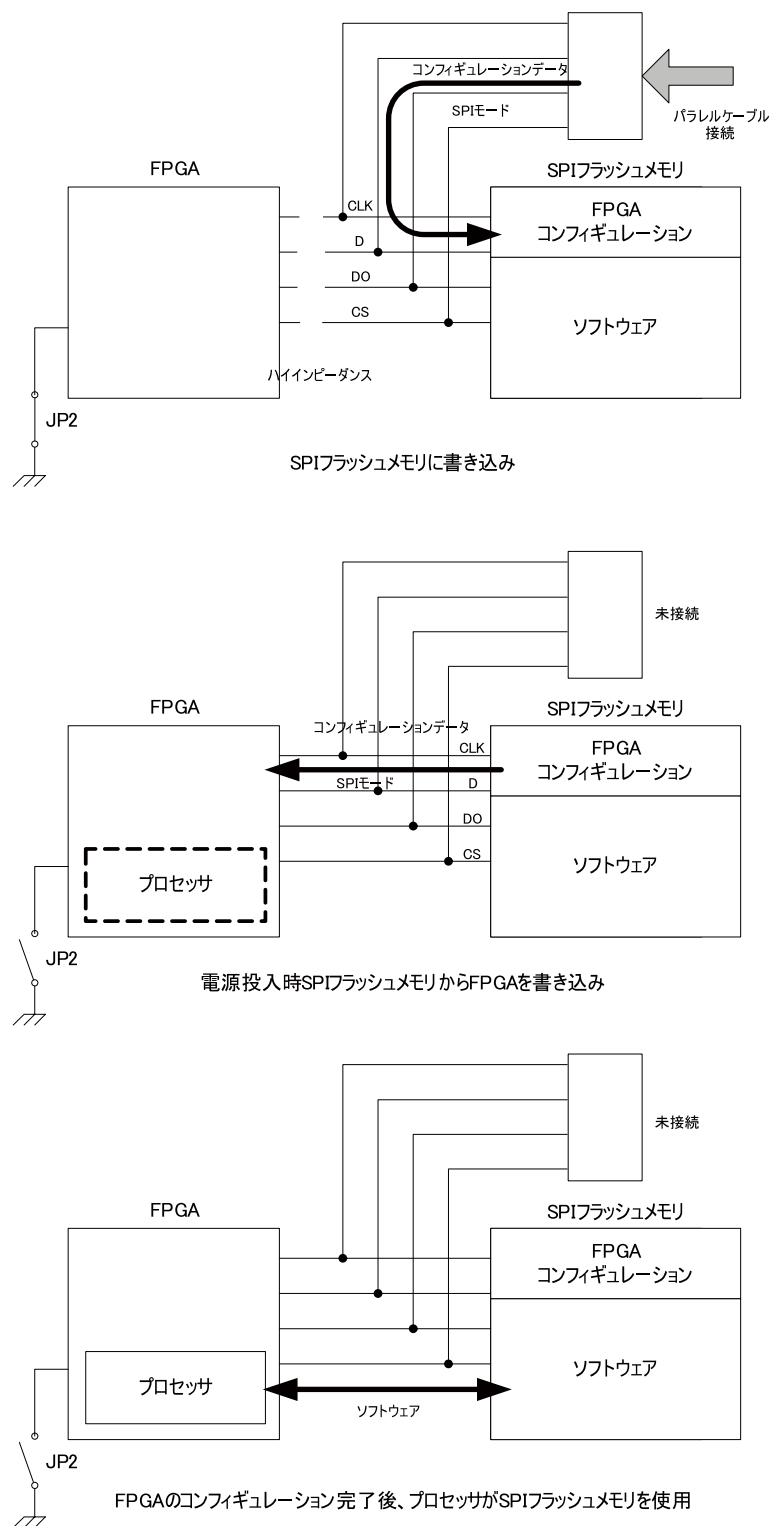 コンフィギュレーションデータ
SPIモード
パラレルケーブル
接続
FPGA
SPIフラッシュメモリ
CLK
D
DO
CS
FPGA
コンフィギュレーション
ソフトウェア
ハイインピーダンス
JP2
SPIフラッシュメモリに書き込み
未接続
FPGA
SPIフラッシュメモリ
コンフィギュレーションデータ
CLK
SPIモード
D
DO
CS
FPGA
コンフィギュレーション
ソフトウェア
プロセッサ
JP2
電源投入時SPIフラッシュメモリからFPGAを書き込み
未接続
FPGA
SPIフラッシュメモリ
FPGA
コンフィギュレーション
ソフトウェア
プロセッサ
ソフトウェア
JP2
FPGAのコンフィギュレーション完了後、プロセッサがSPIフラッシュメモリを使用